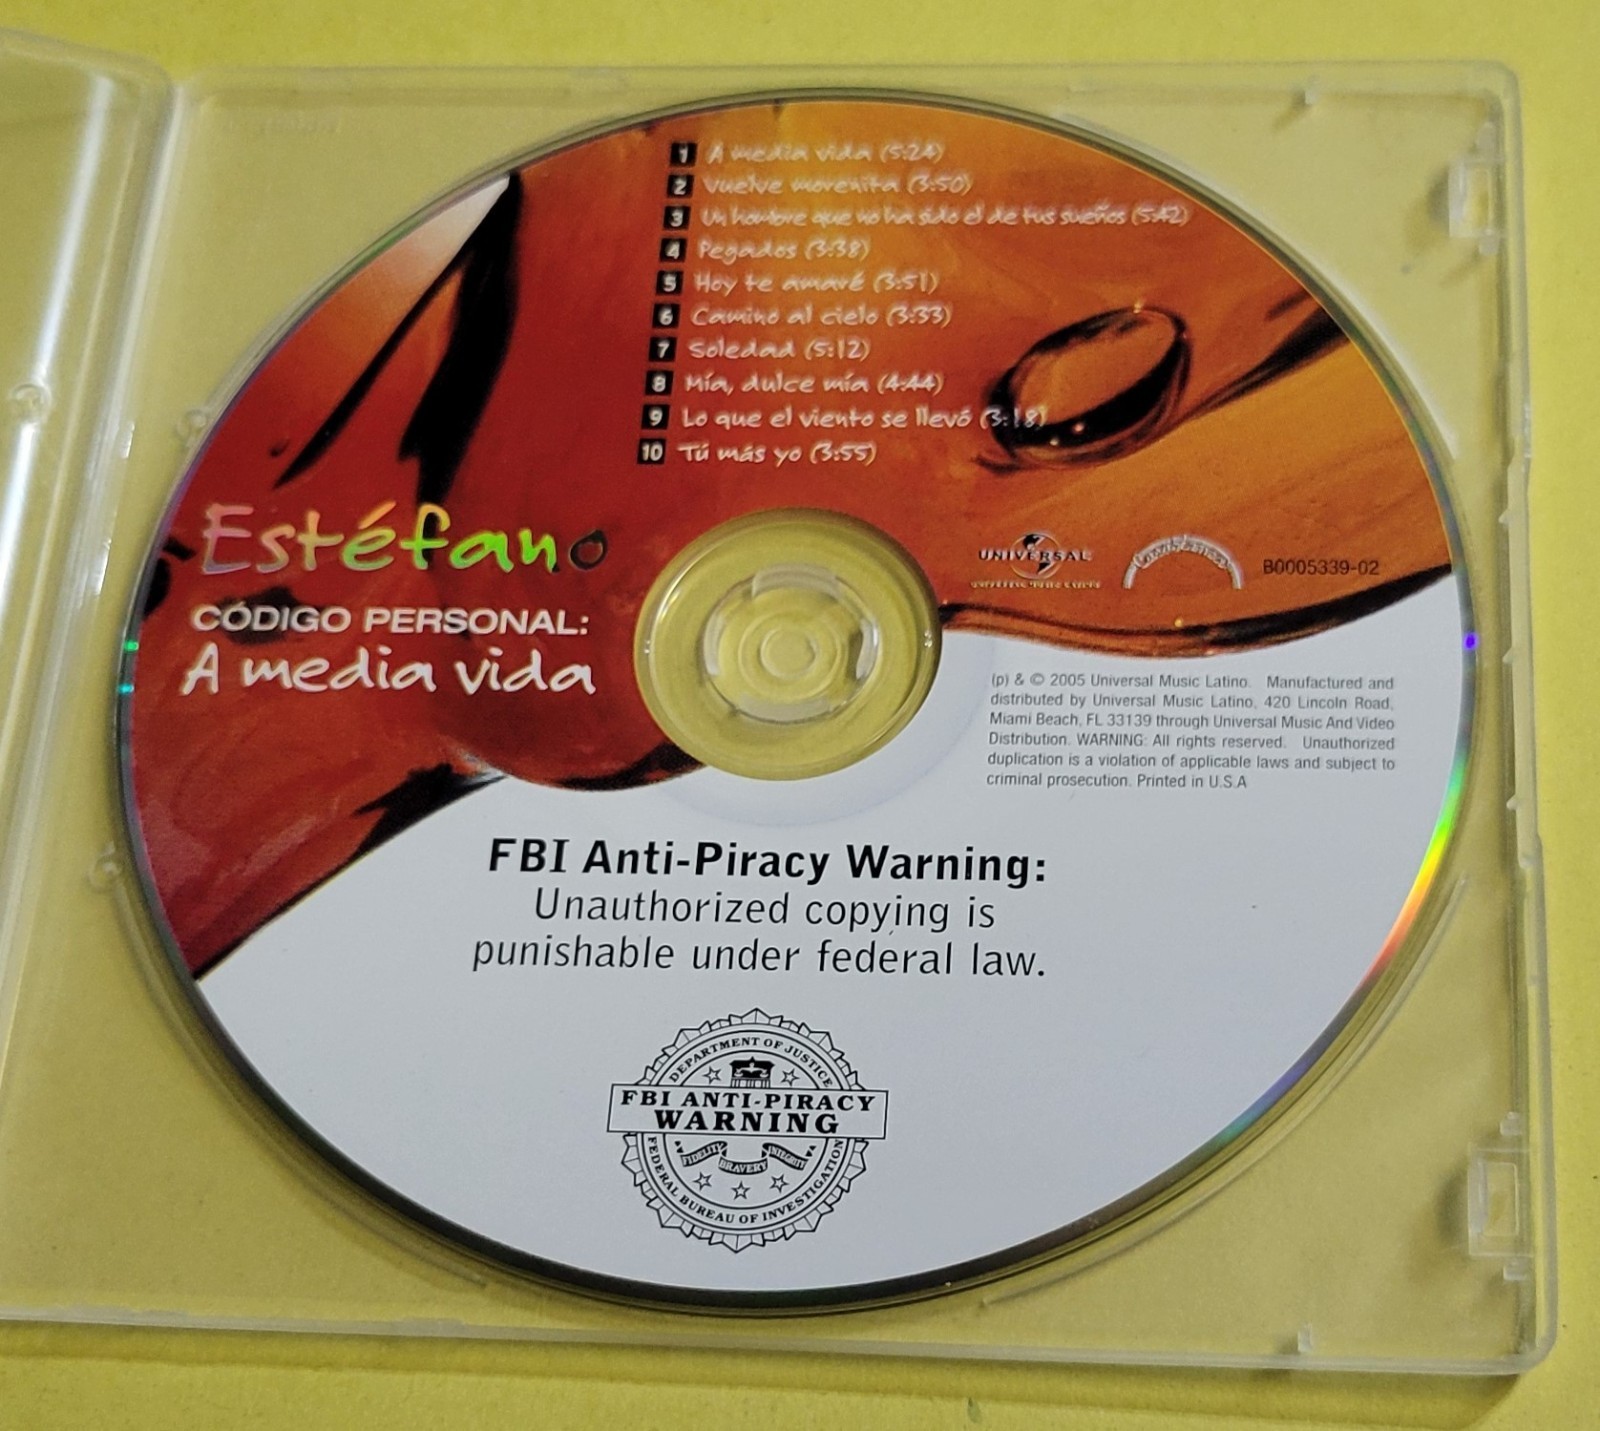 1 A media vida (5:24)
2 Vuelve morenita (3:50)
3 Un hombre que no ha sido el de tus sueños (5:42)
4 Pegados (3:38)
5 Hoy te amaré (3:51)
6 Camino al cielo (3:33)
7 Soledad (5:12)
8 Mía, dulce mía (4:44)
9 Lo que el viento se llevó (3:18)
10 Tú más yo (3:55)
Estéfano
CÓDIGO PERSONAL:
A media vida
UNIVERSAL
B0005339-02
(p) & © 2005 Universal Music Latino. Manufactured and
distributed by Universal Music Latino, 420 Lincoln Road,
Miami Beach, FL 33139 through Universal Music And Video
Distribution. WARNING: All rights reserved. Unauthorized
duplication is a violation of applicable laws and subject to
criminal prosecution. Printed in U.S.A
FBI Anti-Piracy Warning:
Unauthorized copying is
punishable under federal law.
DEPARTMENT OF JUSTICE
FBI ANTI-PIRACY
WARNING
FIDELITY BRAVERY INTEGRITY
FEDERAL BUREAU OF INVESTIGATION